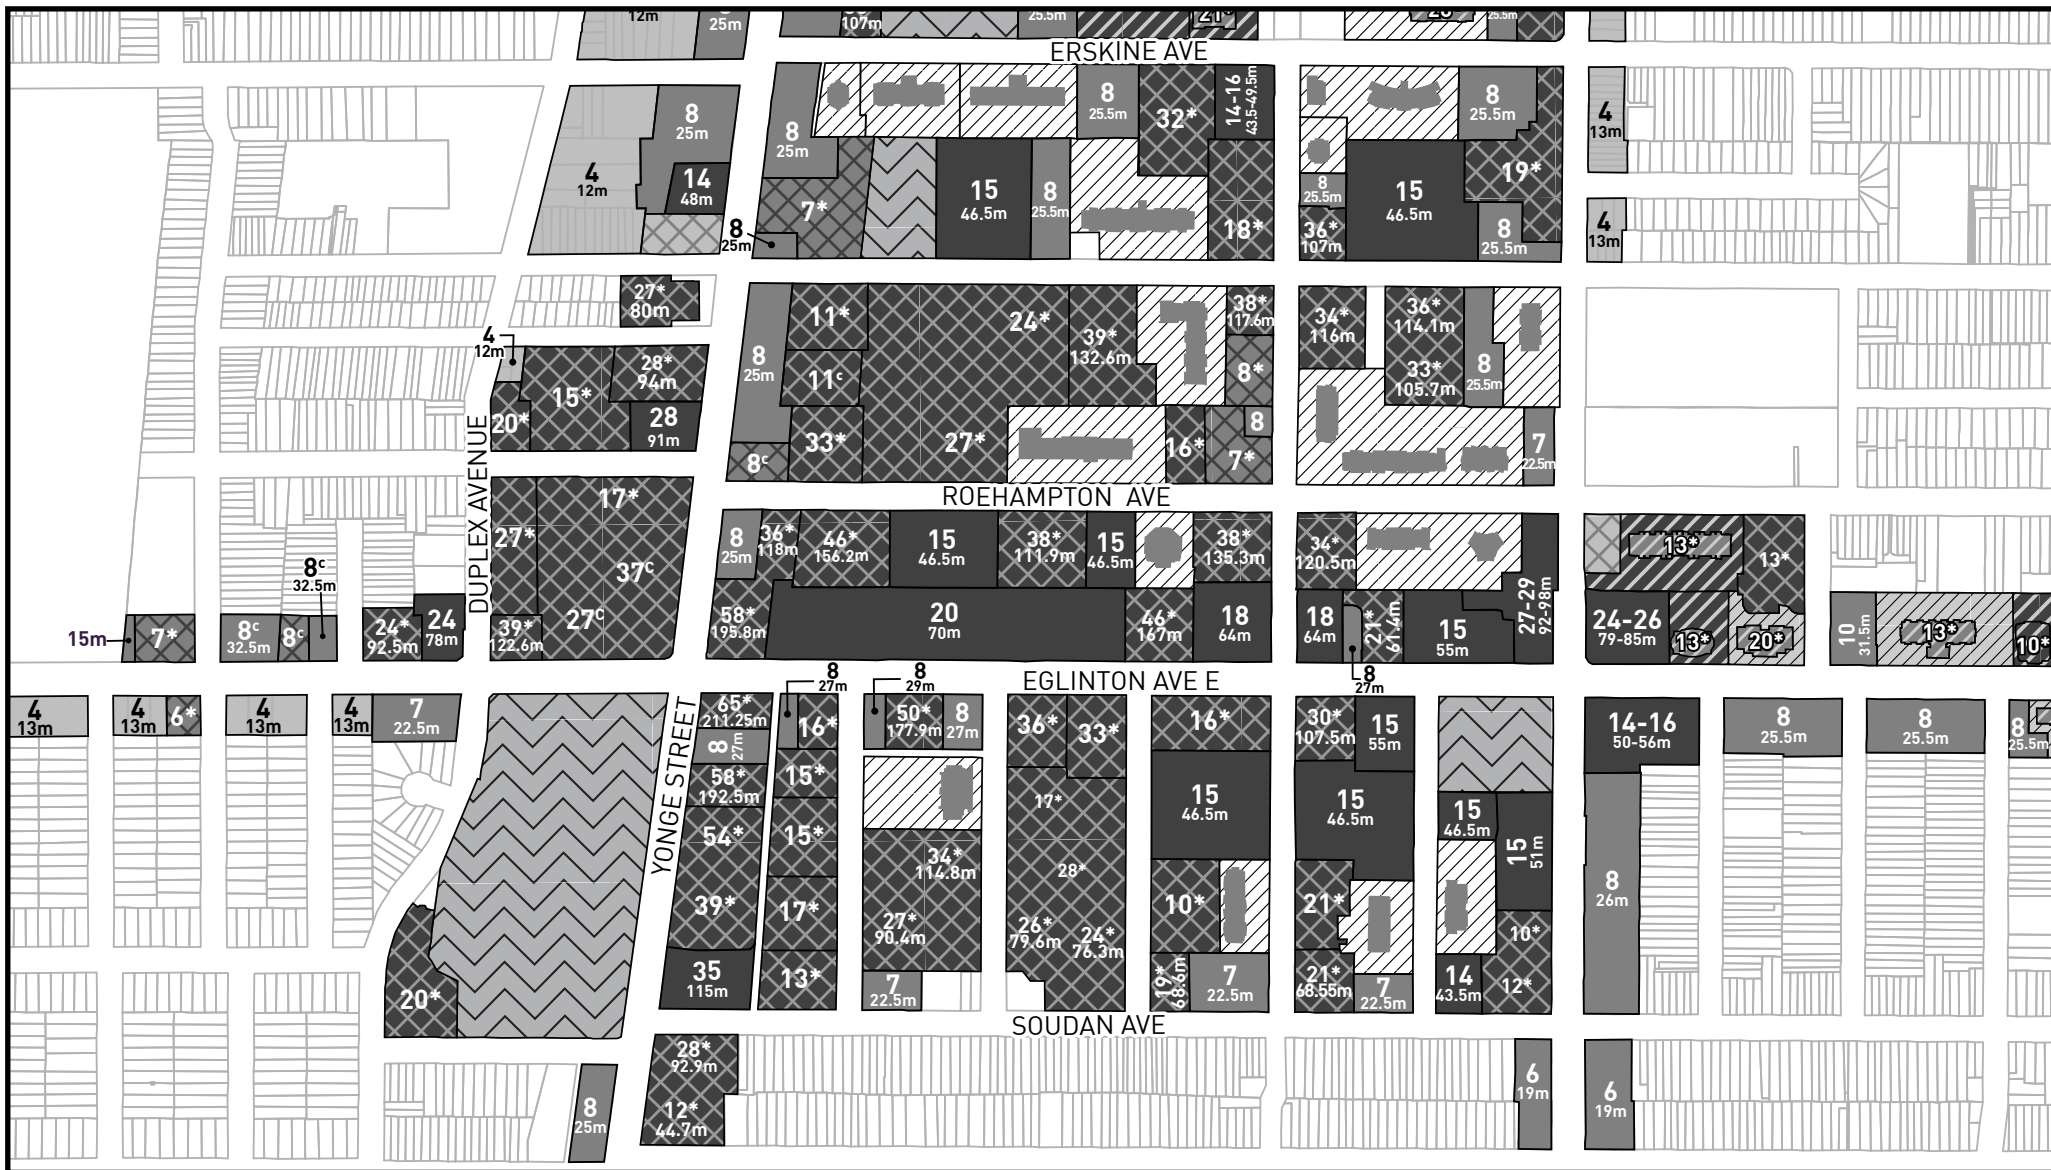 12m
25m
107m
25.5m
21*
25.5m
ERSKINE AVE
8
25m
4
12m
14
48m
8
25m
7*
8
25m
8
25.5m
32*
14-16
43.5-49.5m
15
46.5m
8
25.5m
18*
8
25.5m
19*
8
25.5m
15
46.5m
36*
107m
8
25.5m
4
13m
4
13m
27*
80m
4
12m
28*
94m
15*
20*
28
91m
DUPLEX AVENUE
8
25m
11*
11c
33*
8c
24*
27*
39*
132.6m
38*
117.6m
8*
8
16*
7*
34*
116m
36*
114.1m
33*
105.7m
8
25.5m
7
22.5m
ROEHAMPTON AVE
17*
27*
37c
27c
39*
122.6m
8c
32.5m
15m
7*
8c
32.5m
8c
24*
92.5m
24
78m
8
25m
36*
118m
46*
156.2m
15
46.5m
38*
111.9m
15
46.5m
38*
135.3m
58*
195.8m
20
70m
46*
167m
18
64m
34*
120.5m
18
64m
21*
61.4m
15
55m
27-29
92-98m
8
27m
13*
13*
24-26
79-85m
13*
20*
10
31.5m
13*
10*
EGLINTON AVE E
4
13m
4
13m
6*
4
13m
4
13m
7
22.5m
YONGE STREET
65*
211.25m
8
27m
58*
192.5m
54*
39*
35
115m
8
27m
16*
15*
15*
17*
13*
8
29m
50*
177.9m
8
27m
34*
114.8m
27*
90.4m
7
22.5m
36*
33*
17*
28*
26*
79.6m
24*
76.3m
16*
15
46.5m
10*
19*
68.6m
7
22.5m
30*
107.5m
15
55m
15
46.5m
21*
21*
68.55m
7
22.5m
15
46.5m
15
51m
10*
14
43.5m
12*
14-16
50-56m
8
25.5m
8
25.5m
8
25.5m
8
26m
20*
SOUDAN AVE
28*
92.9m
12*
44.7m
8
25m
6
19m
6
19m